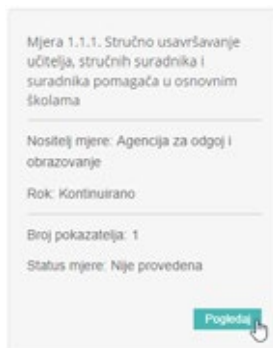 Mjera 1.1.1. Stručno usavršavanje
učitelja, stručnih suradnika i
suradnika pomagača u osnovnim
školama
Nositelj mjere: Agencija za odgoj i
obrazovanje
Rok: Kontinuirano
Broj pokazatelja: 1
Status mjere: Nije provedena
Pogledaj